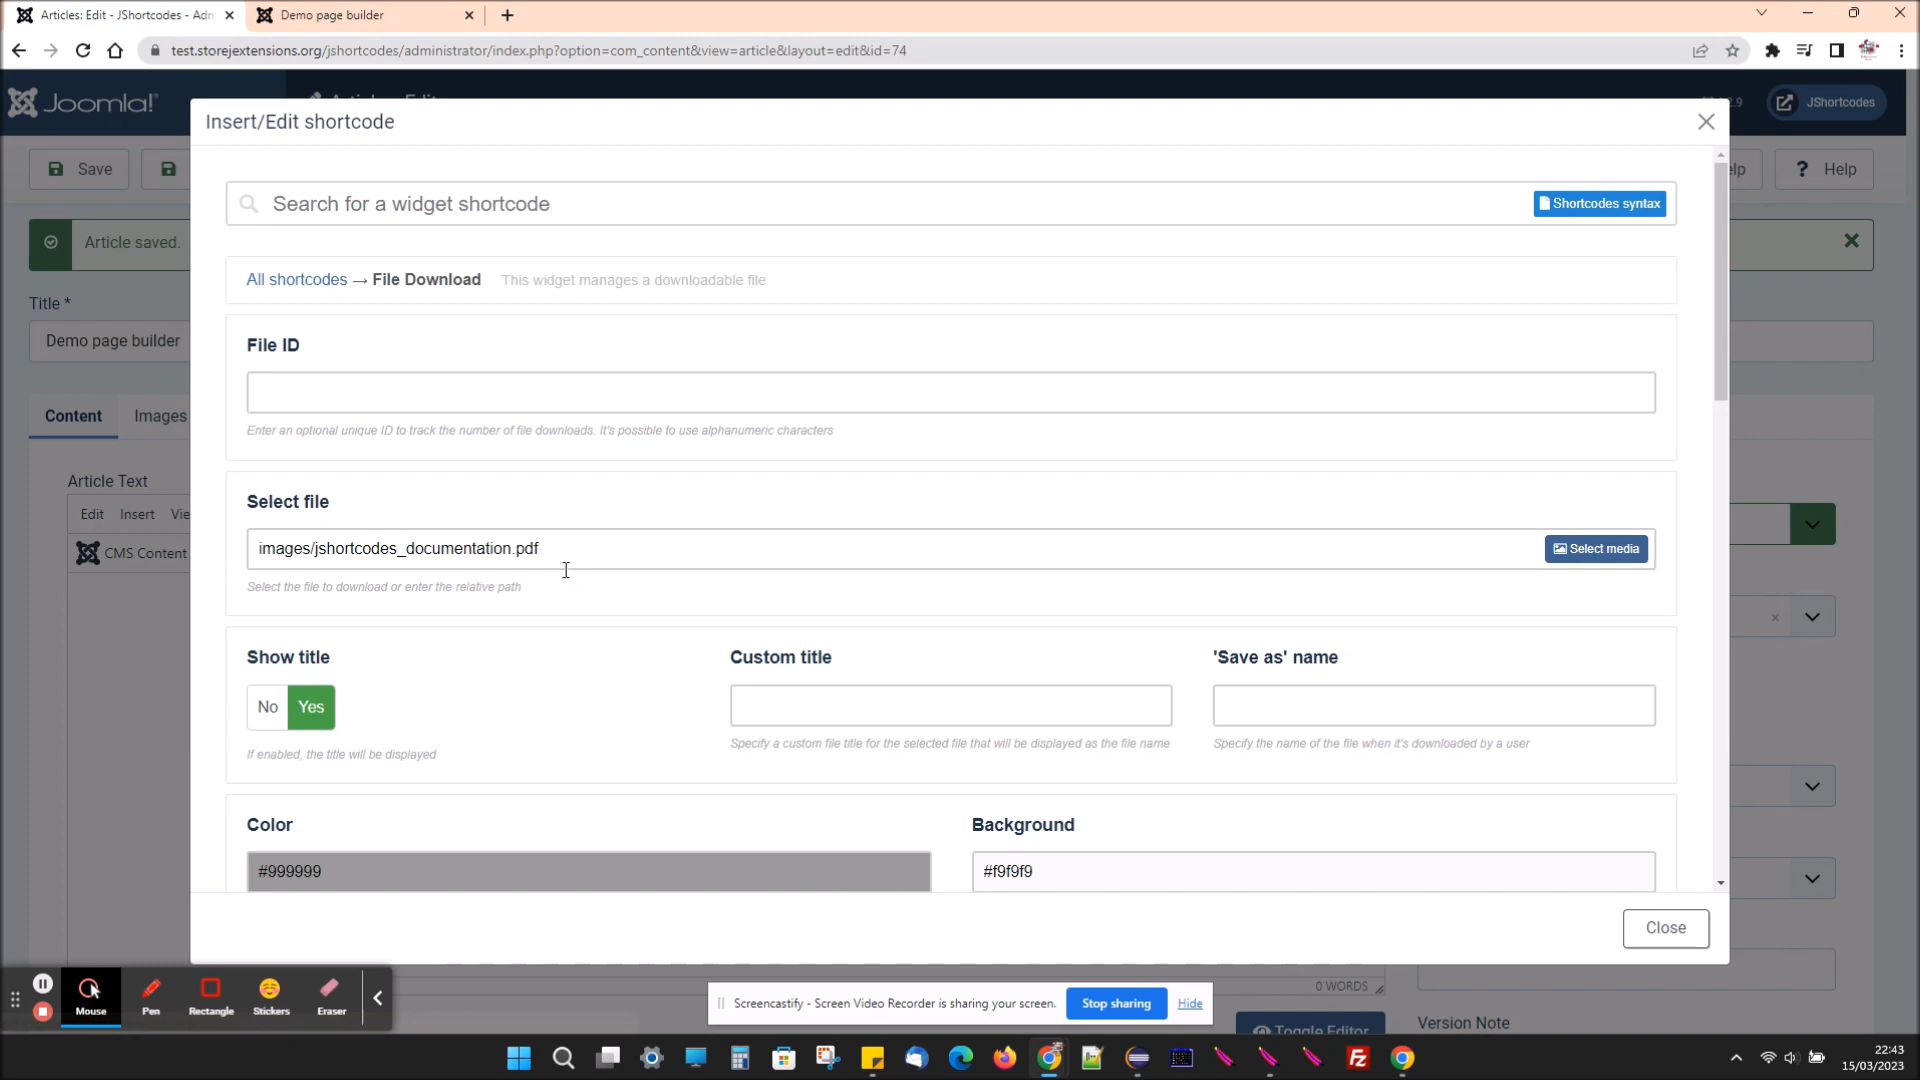 Articles: Edit - JShortcodes - Adm
Demo page builder
test.storejextensions.org/jshortcodes/administrator/index.php?option=com_content&view=article&layout=edit&id=74
Joomla!
JShortcodes
Insert/Edit shortcode
Save
Help
Search for a widget shortcode
Shortcodes syntax
Article saved.
All shortcodes → File Download This widget manages a downloadable file
Title *
Demo page builder
File ID
Enter an optional unique ID to track the number of file downloads. It's possible to use alphanumeric characters
Content Images
Article Text
Select file
Edit Insert Vie
CMS Content
images/jshortcodes_documentation.pdf
Select media
Select the file to download or enter the relative path
Show title Custom title 'Save as' name
No Yes
If enabled, the title will be displayed
Specify a custom file title for the selected file that will be displayed as the file name
Specify the name of the file when it's downloaded by a user
Color Background
#999999 #f9f9f9
Close
0 WORDS
Mouse Pen Rectangle Stickers Eraser
Screencastify - Screen Video Recorder is sharing your screen. Stop sharing Hide
Toggle Editor
Version Note
22:43
15/03/2023